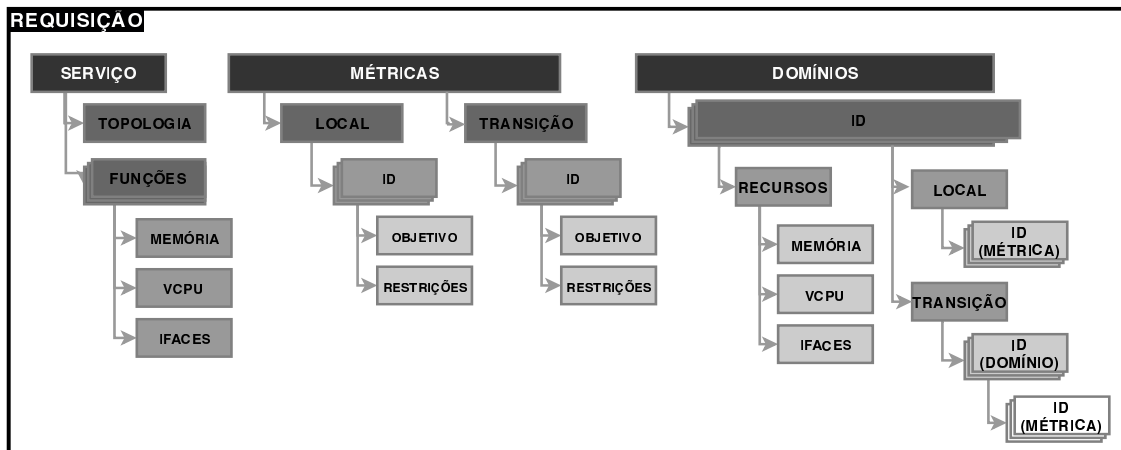 REQUISIÇÃO
SERVIÇO
TOPOLOGIA
FUNÇÕES
MEMÓRIA
VCPU
IFACES
MÉTRICAS
LOCAL
ID
OBJETIVO
RESTRIÇÕES
TRANSIÇÃO
ID
OBJETIVO
RESTRIÇÕES
DOMÍNIOS
ID
RECURSOS
MEMÓRIA
VCPU
IFACES
LOCAL
ID
(MÉTRICA)
TRANSIÇÃO
ID
(DOMÍNIO)
ID
(MÉTRICA)